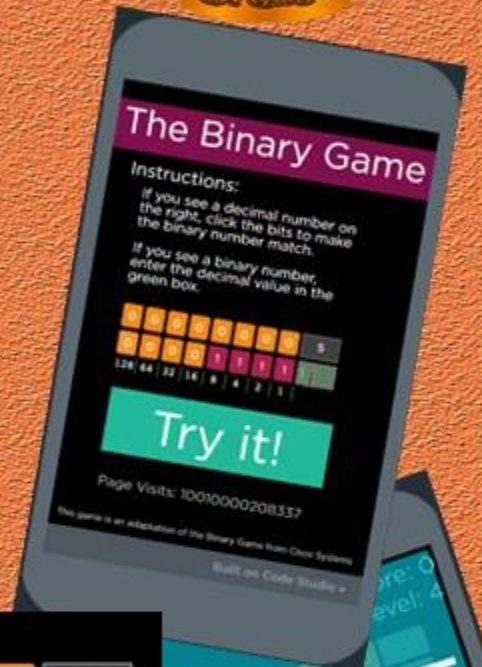 The Binary Game
Instructions:
If you see a decimal number on
the right, click the bits to make
the binary number match.
If you see a binary number,
enter the decimal value in the
green box.
0 0 0 0 0 0 0 0 5
0 0 0 0 1 1 1 1
128 64 32 16 8 4 2 1
Try it!
Page Visits: 10010000208337
This game is an adaptation of the Binary Game from Cisco Systems
Built on Code Studio